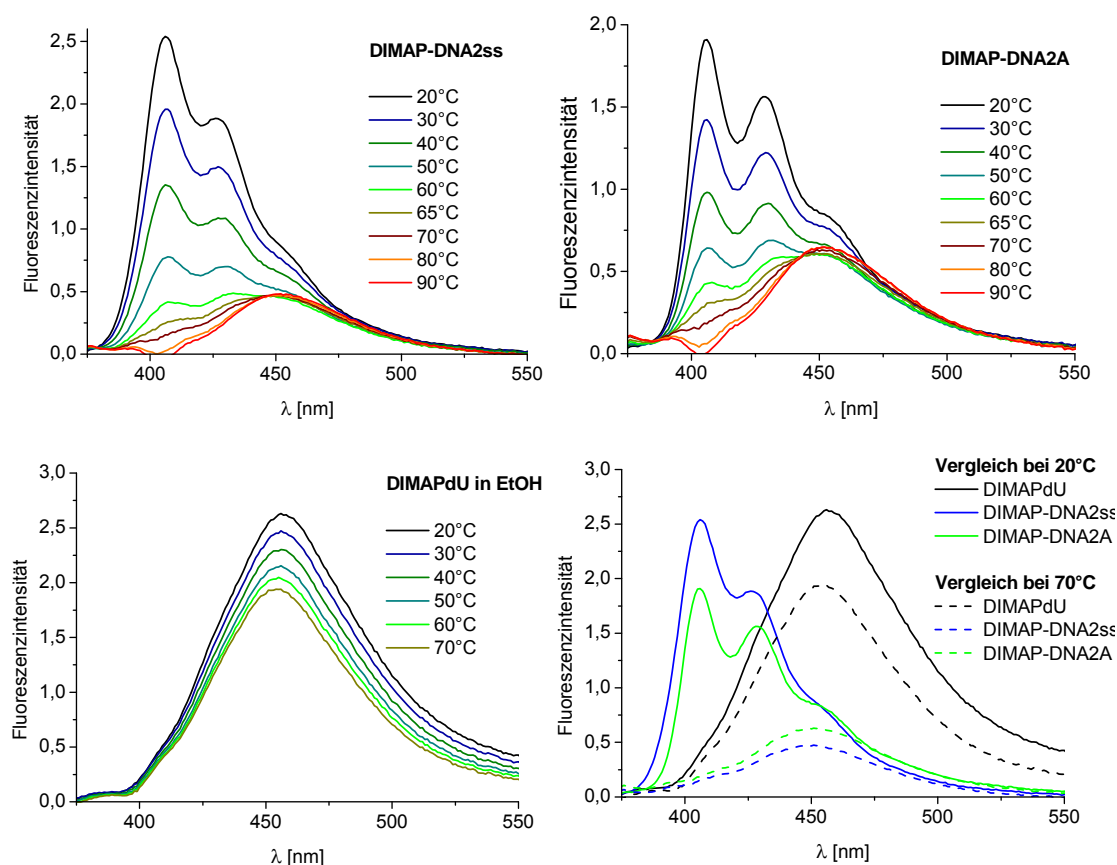 DIMAP-DNA2ss
20°C
30°C
40°C
50°C
60°C
65°C
70°C
80°C
90°C
2,5
2,0
1,5
1,0
0,5
0,0
Fluoreszenzintensität
400 450 500 550
λ [nm]
DIMAP-DNA2A
20°C
30°C
40°C
50°C
60°C
65°C
70°C
80°C
90°C
2,0
1,5
1,0
0,5
0,0
Fluoreszenzintensität
400 450 500 550
λ [nm]
DIMAPdU in EtOH
20°C
30°C
40°C
50°C
60°C
70°C
3,0
2,5
2,0
1,5
1,0
0,5
0,0
Fluoreszenzintensität
400 450 500 550
λ [nm]
Vergleich bei 20°C
DIMAPdU
DIMAP-DNA2ss
DIMAP-DNA2A
Vergleich bei 70°C
DIMAPdU
DIMAP-DNA2ss
DIMAP-DNA2A
3,0
2,5
2,0
1,5
1,0
0,5
0,0
Fluoreszenzintensität
400 450 500 550
λ [nm]